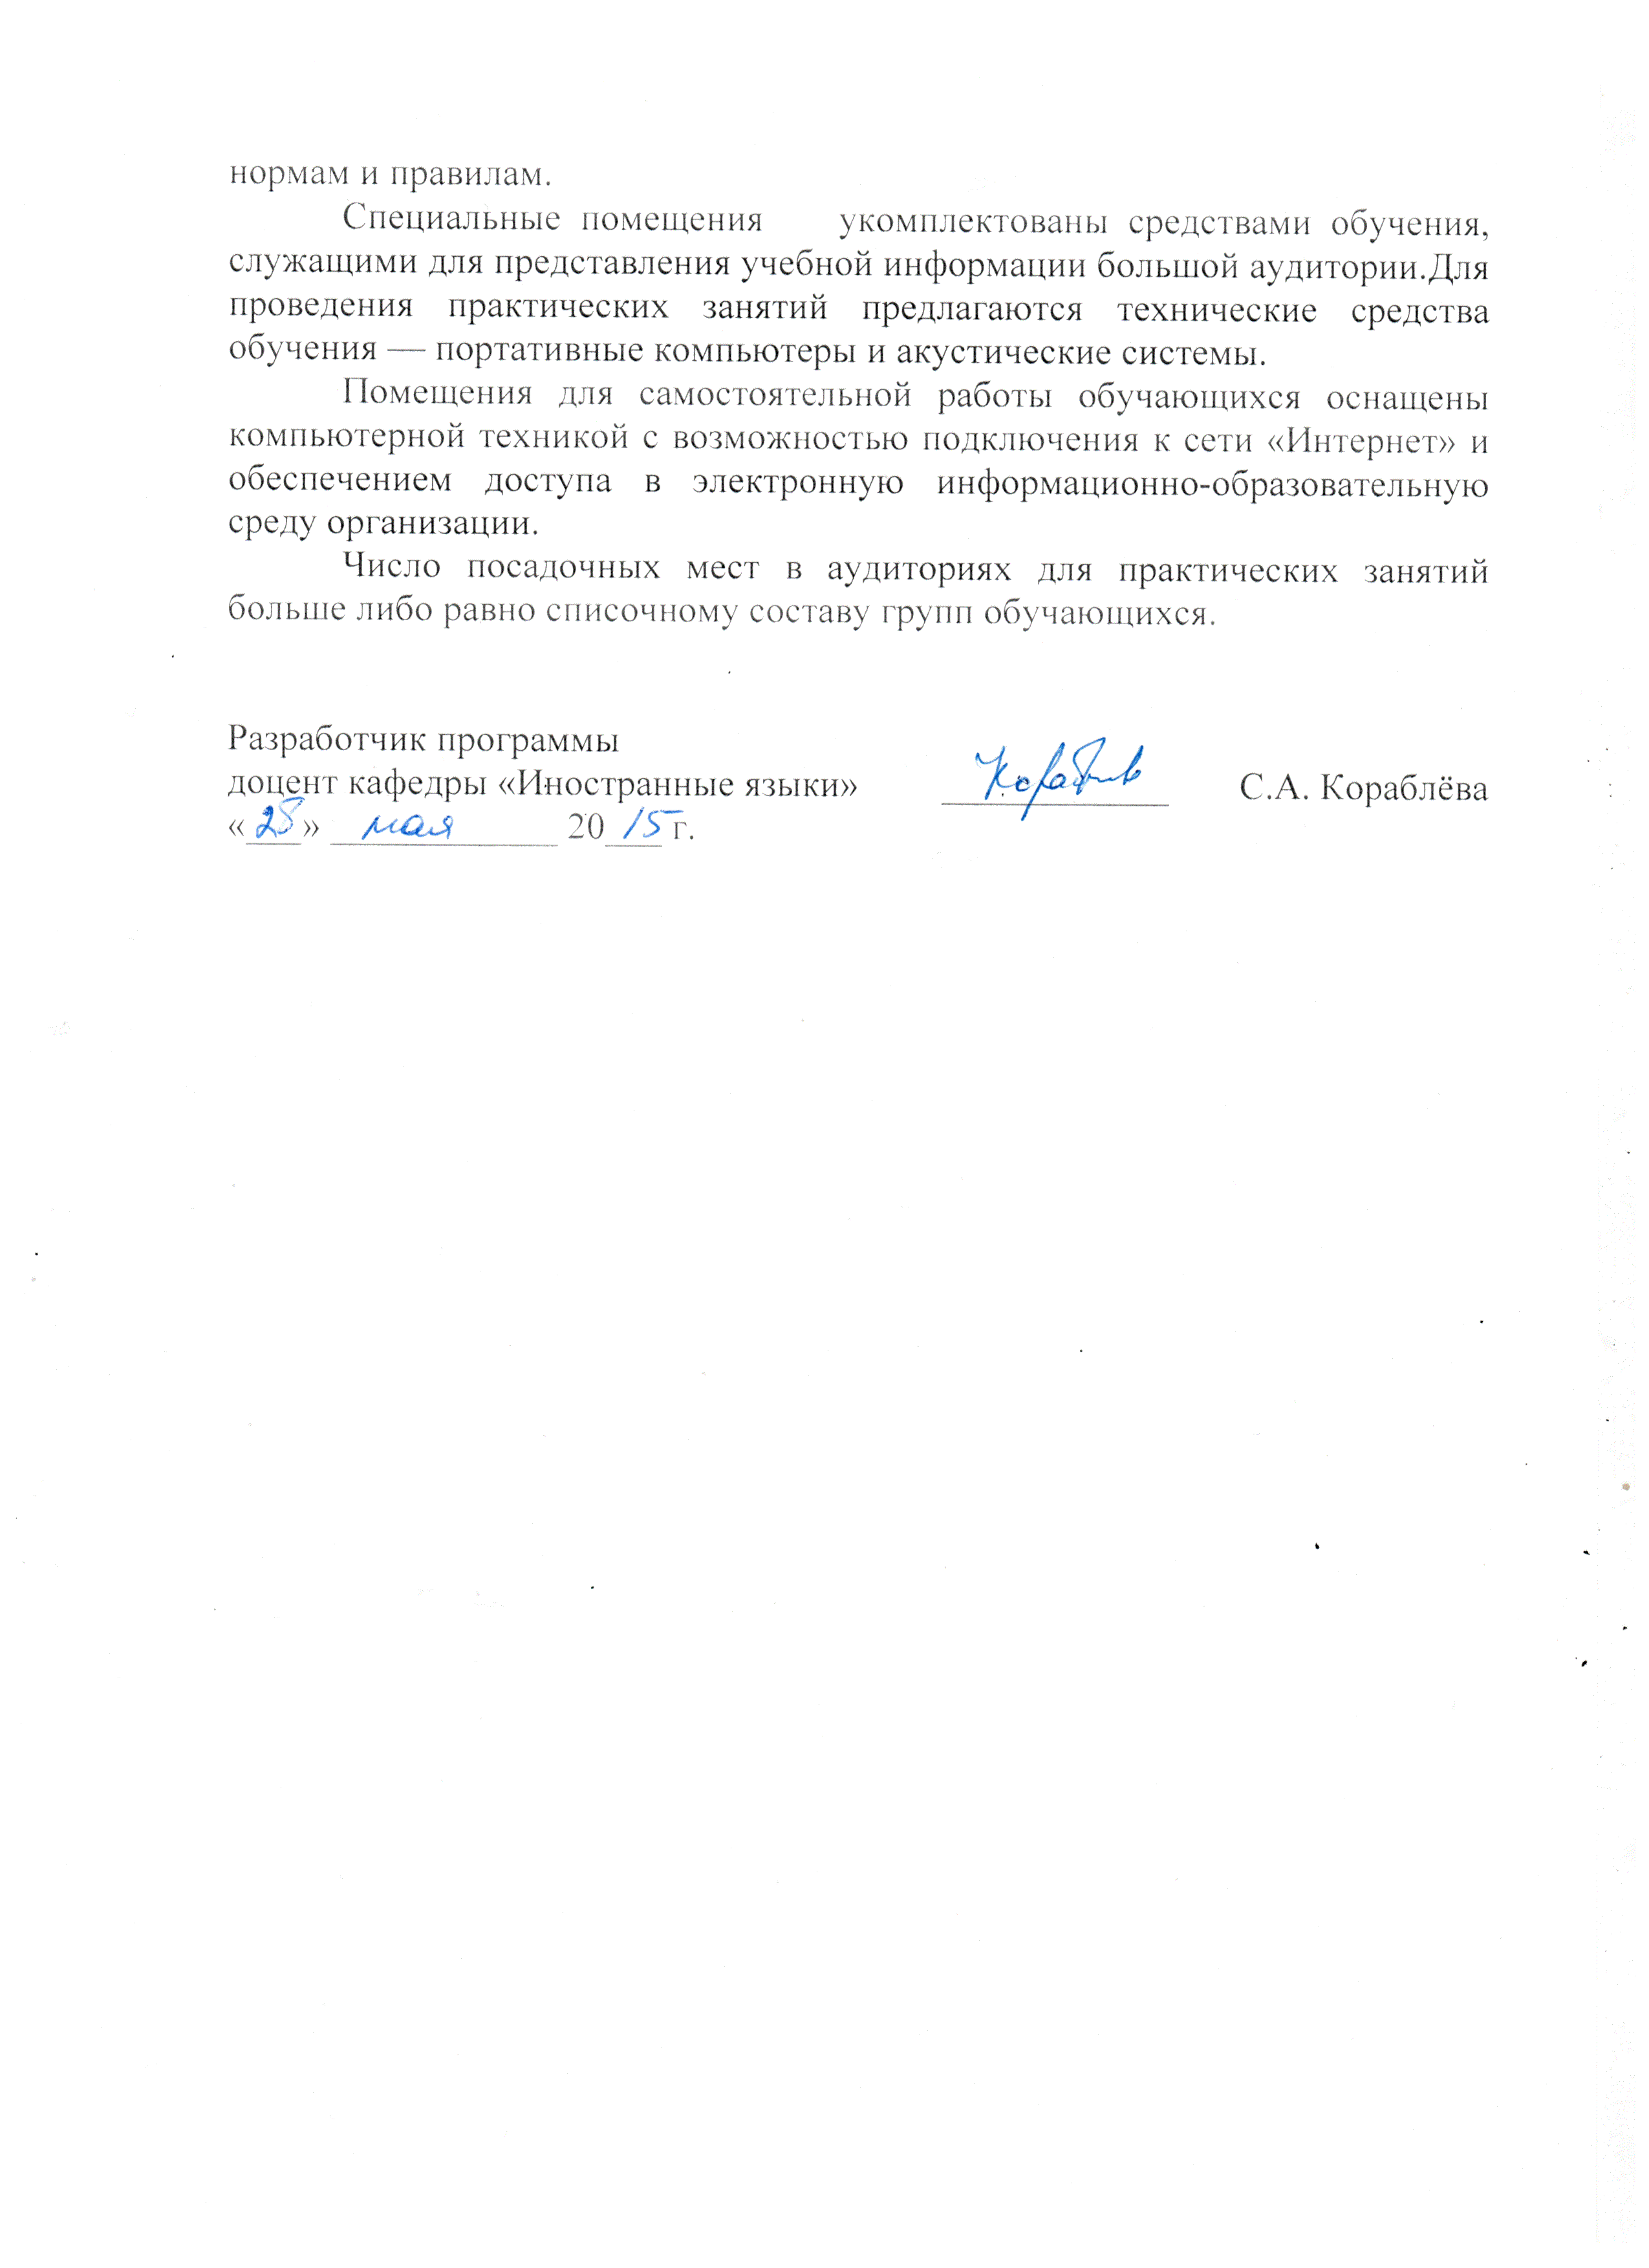 нормам и правилам.
Специальные помещения укомплектованы средствами обучения,
служащими для представления учебной информации большой аудитории.Для
проведения практических занятий предлагаются технические средства
обучения — портативные компьютеры и акустические системы.
Помещения для самостоятельной работы обучающихся оснащены
компьютерной техникой с возможностью подключения к сети «Интернет» и
обеспечением доступа в электронную информационно-образовательную
среду организации.
Число посадочных мест в аудиториях для практических занятий
больше либо равно списочному составу групп обучающихся.
Разработчик программы
доцент кафедры «Иностранные языки» С.А. Кораблёва
«28» мая 2015 г.